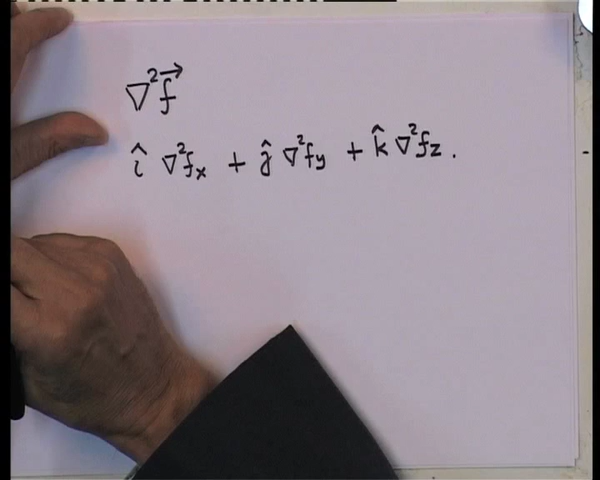 ∇²f⃗
î ∇²fx + ĵ ∇²fy + k̂ ∇²fz.